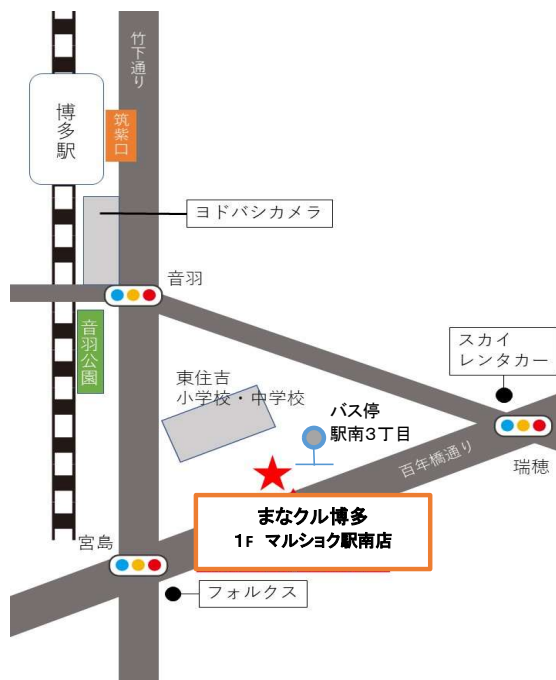 竹下通り
博多駅
筑紫口
ヨドバシカメラ
音羽
音羽公園
スカイ
レンタカー
東住吉
小学校・中学校
バス停
駅南3丁目
百年橋通り
瑞穂
まなクル博多
1F マルショク駅南店
宮島
フォルクス